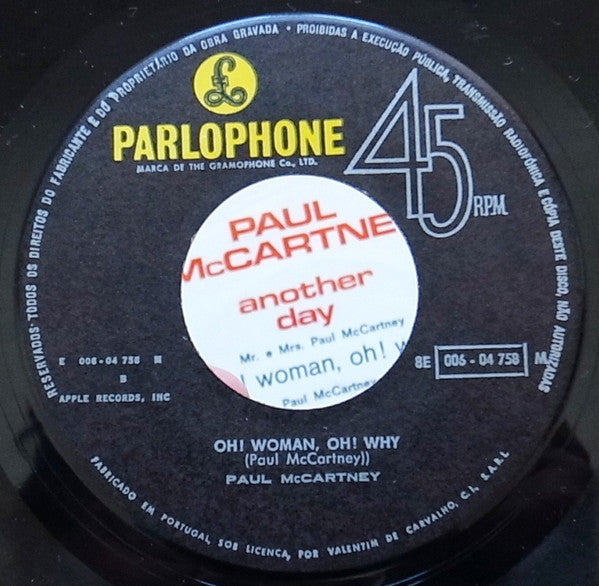 RESERVADOS·TODOS OS DIREITOS DO FABRICANTE E DO PROPRIETÁRIO DA OBRA GRAVADA • PROIBIDAS A EXECUÇÃO PÚBLICA, TRANSMISSÃO RADIOFÓNICA E CÓPIA DESTE DISCO, NÃO AUTORIZADAS
£
PARLOPHONE
MARCA DE THE GRAMOPHONE Co., LTD.
45
RPM
PAUL
McCARTNE
another
day
Mr. e Mrs. Paul McCartney
woman, oh! w
Paul McCartney
E 006-04 758 M
B
APPLE RECORDS, INC
8E 006-04 758 M
OH! WOMAN, OH! WHY
(Paul McCartney))
PAUL McCARTNEY
FABRICADO EM PORTUGAL, SOB LICENÇA, POR VALENTIM DE CARVALHO, C.I, S.A.R.L